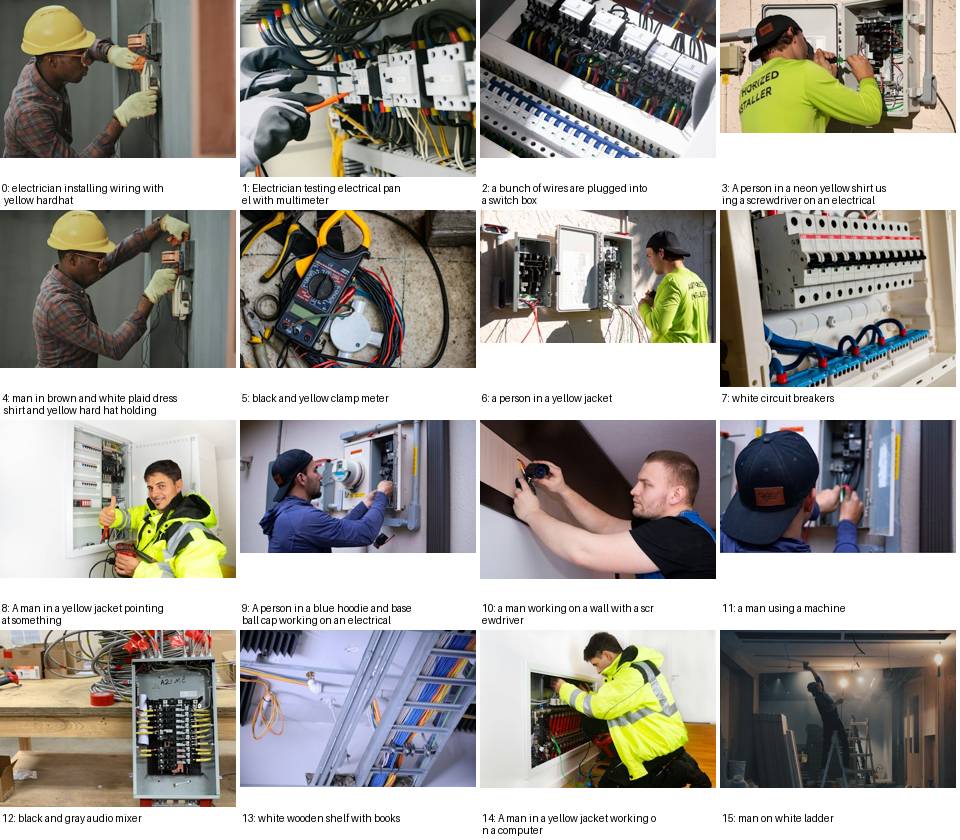 HORIZED
STALLER
0: electrician installing wiring with
yellow hardhat
1: Electrician testing electrical pan
el with multimeter
2: a bunch of wires are plugged into
a switch box
3: A person in a neon yellow shirt us
ing a screwdriver on an electrical
4: man in brown and white plaid dress
shirt and yellow hard hat holding
5: black and yellow clamp meter
6: a person in a yellow jacket
7: white circuit breakers
8: A man in a yellow jacket pointing
at something
9: A person in a blue hoodie and base
ball cap working on an electrical
10: a man working on a wall with a scr
ewdriver
11: a man using a machine
12: black and gray audio mixer
13: white wooden shelf with books
14: A man in a yellow jacket working o
n a computer
15: man on white ladder